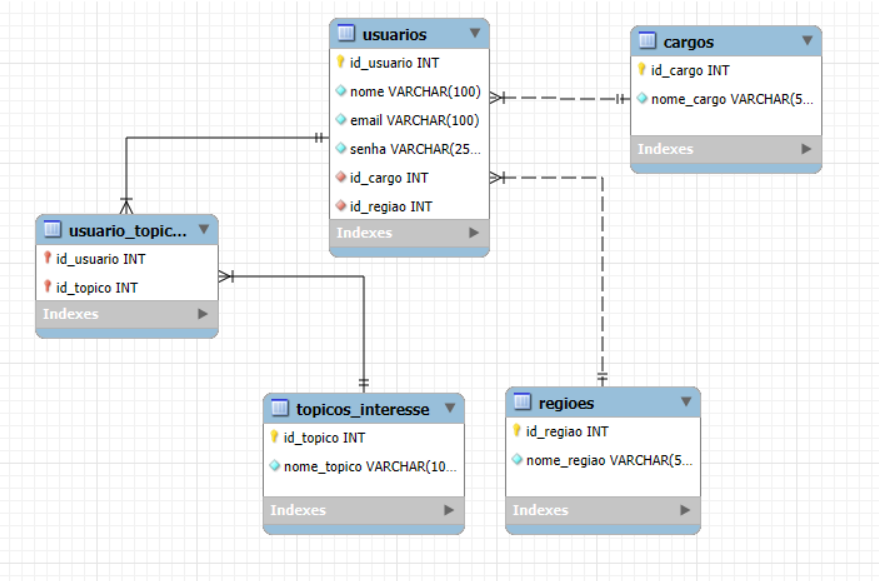 usuarios
id_usuario INT
nome VARCHAR(100)
email VARCHAR(100)
senha VARCHAR(25...
id_cargo INT
id_regiao INT
Indexes
cargos
id_cargo INT
nome_cargo VARCHAR(5...
Indexes
usuario_topic...
id_usuario INT
id_topico INT
Indexes
topicos_interesse
id_topico INT
nome_topico VARCHAR(10...
Indexes
regioes
id_regiao INT
nome_regiao VARCHAR(5...
Indexes